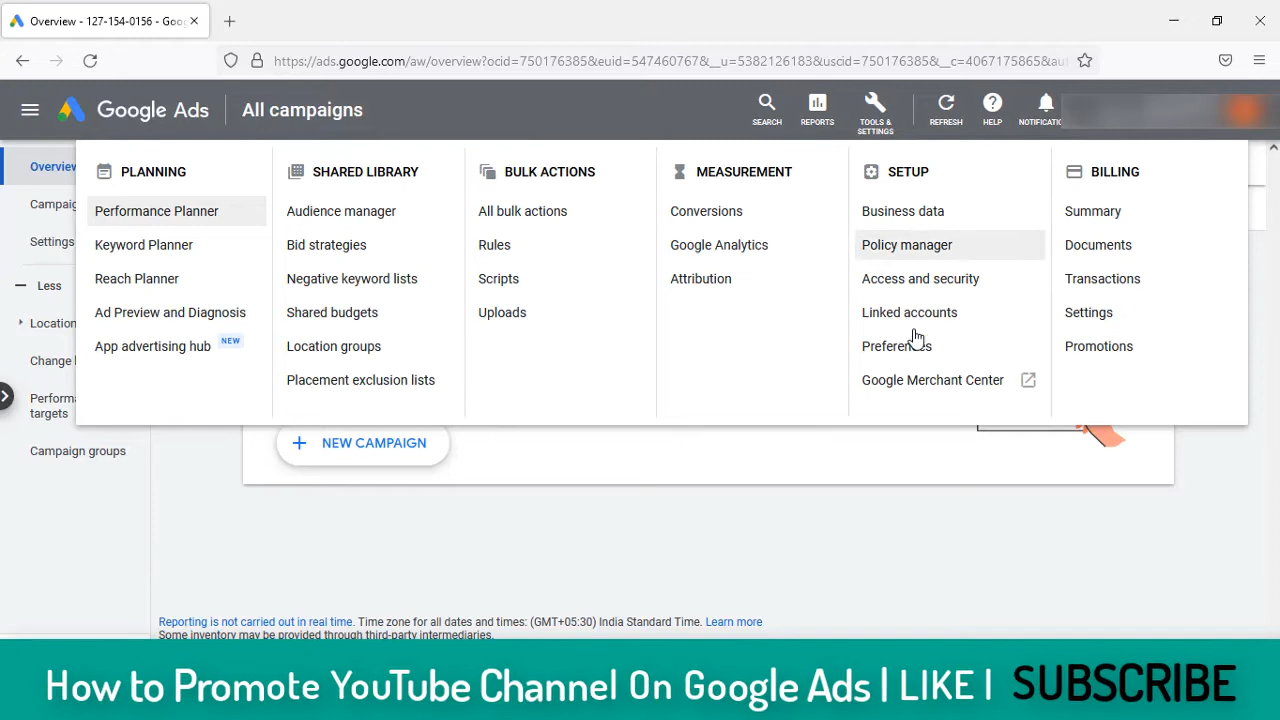 Overview - 127-154-0156 - Goo
https://ads.google.com/aw/overview?ocid=750176385&euid=547460767&__u=5382126183&uscid=750176385&__c=4067175865&au
Google Ads
All campaigns
SEARCH
REPORTS
TOOLS &
SETTINGS
REFRESH
HELP
NOTIFICATIO
Overview
Campaig
Settings
Less
Location
Change
Performa
targets
Campaign groups
PLANNING
Performance Planner
Keyword Planner
Reach Planner
Ad Preview and Diagnosis
App advertising hub NEW
SHARED LIBRARY
Audience manager
Bid strategies
Negative keyword lists
Shared budgets
Location groups
Placement exclusion lists
BULK ACTIONS
All bulk actions
Rules
Scripts
Uploads
MEASUREMENT
Conversions
Google Analytics
Attribution
SETUP
Business data
Policy manager
Access and security
Linked accounts
Preferences
Google Merchant Center
BILLING
Summary
Documents
Transactions
Settings
Promotions
NEW CAMPAIGN
Reporting is not carried out in real time. Time zone for all dates and times: (GMT+05:30) India Standard Time. Learn more
Some inventory may be provided through third-party intermediaries.
How to Promote YouTube Channel On Google Ads | LIKE | SUBSCRIBE